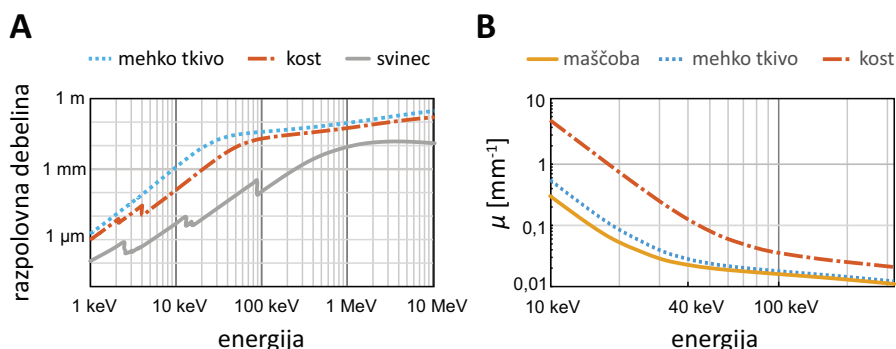 A
mehko tkivo kost svinec
razpolovna debelina
1 m
1 mm
1 µm
1 keV 10 keV 100 keV 1 MeV 10 MeV
energija
B
maščoba mehko tkivo kost
µ [mm⁻¹]
10
1
0,1
0,01
10 keV 40 keV 100 keV
energija